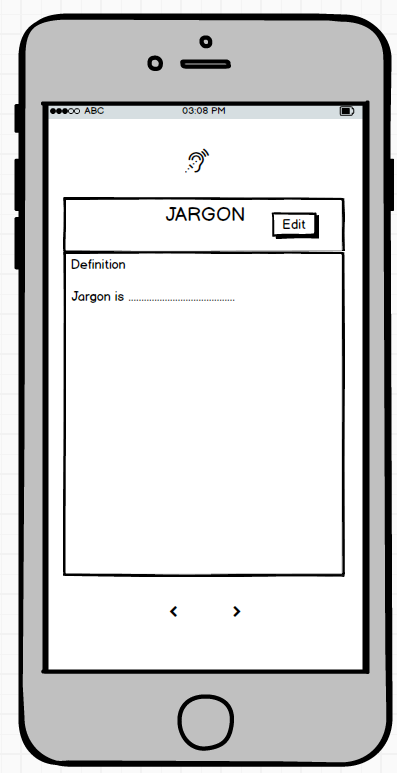 ABC 03:08 PM
JARGON
Edit
Definition
Jargon is ........................................